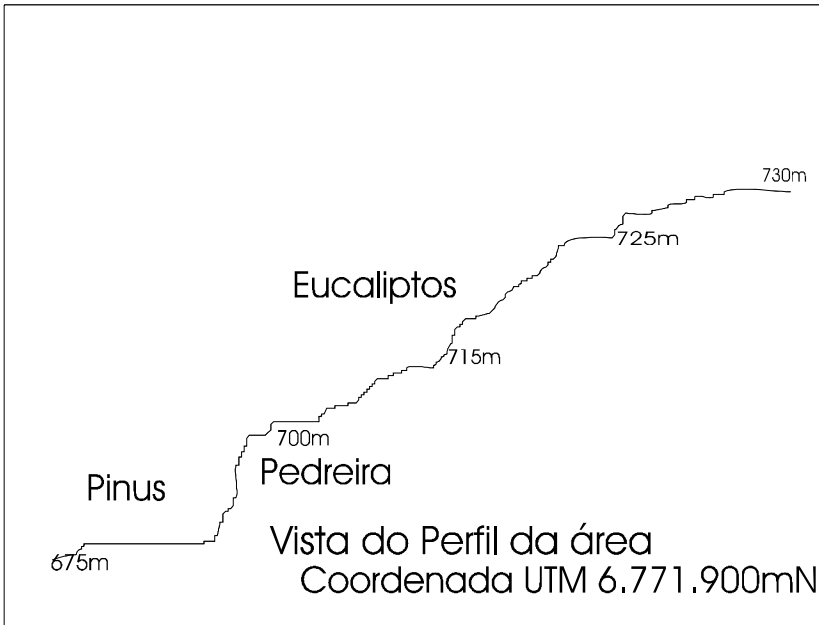 730m
725m
Eucaliptos
715m
700m
Pedreira
Pinus
Vista do Perfil da área
675m
Coordenada UTM 6.771.900mN